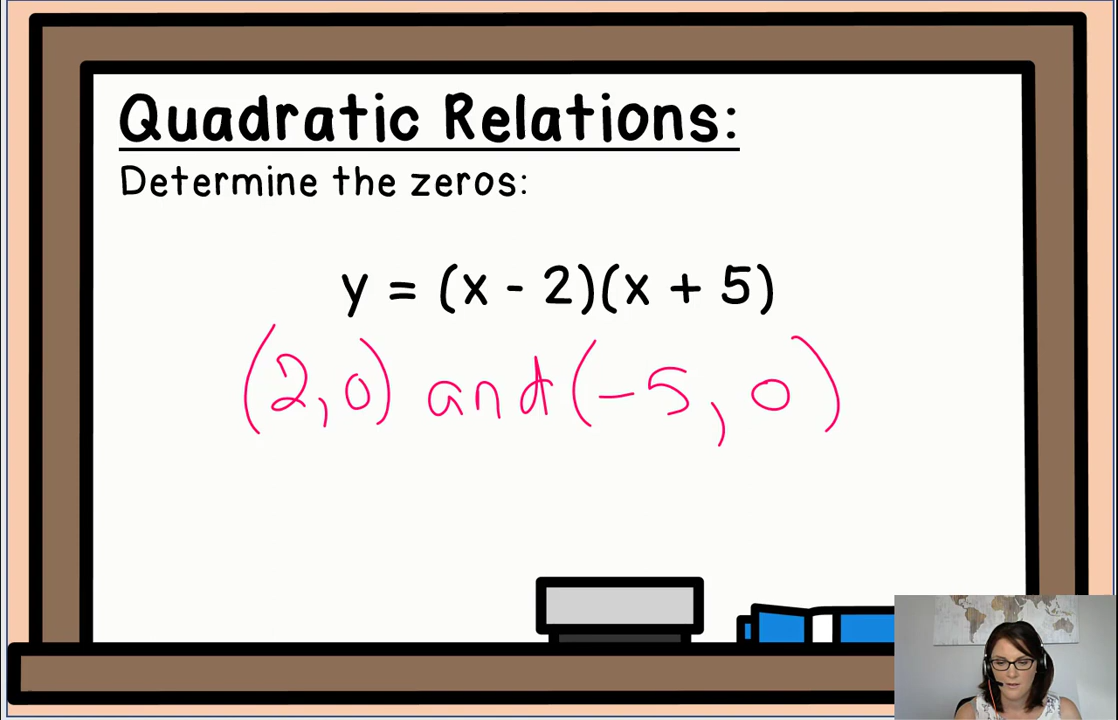 Quadratic Relations:
Determine the zeros:
y = (x - 2)(x + 5)
(2,0) and (-5, 0)